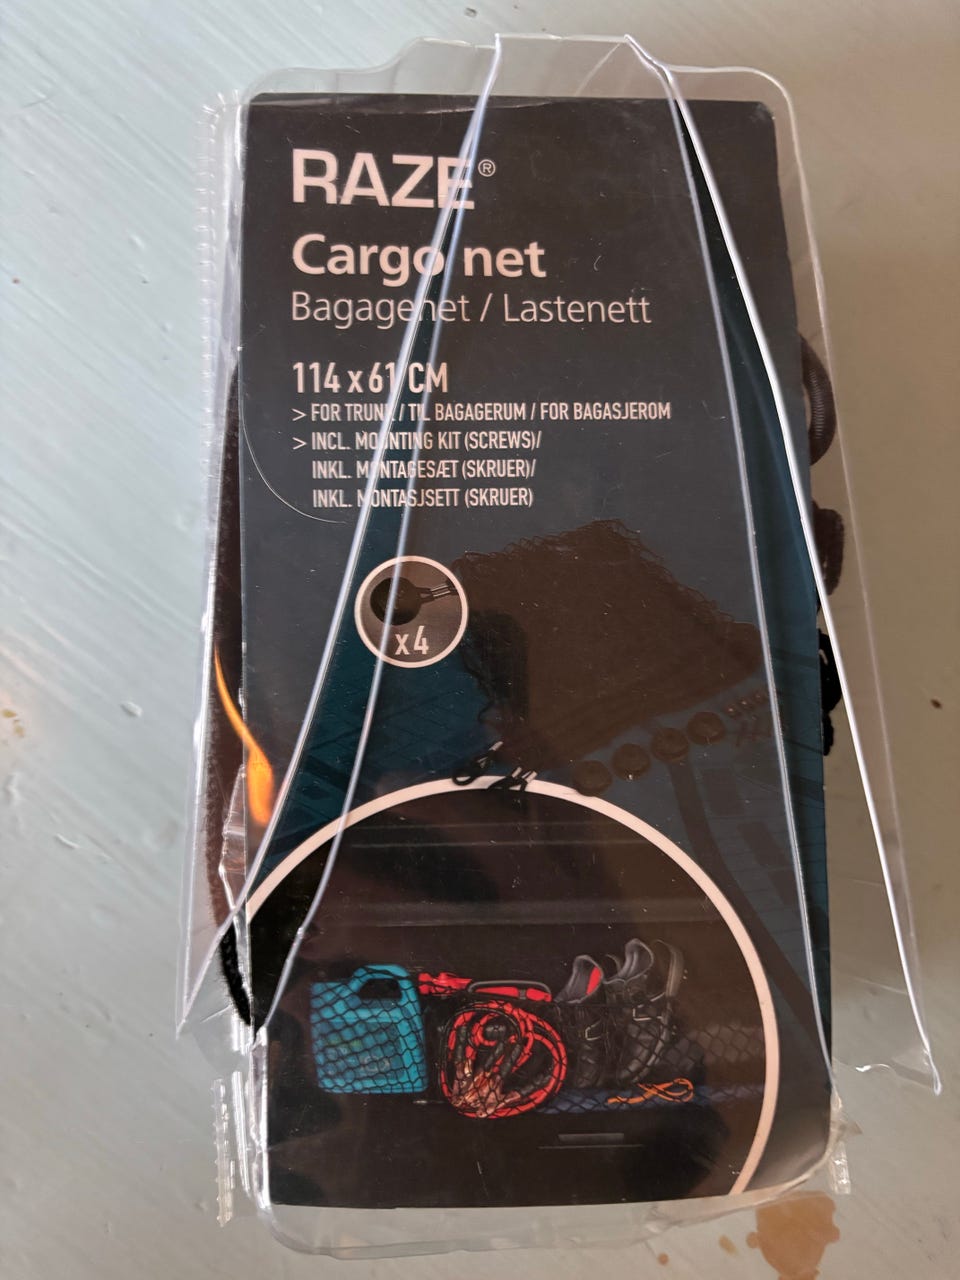 RAZE®
Cargo net
Bagagenet / Lastenett
114 x 61 CM
> FOR TRUNK / TIL BAGAGERUM / FOR BAGASJEROM
> INCL. MOUNTING KIT (SCREWS)/
INKL. MONTAGESÆT (SKRUER)/
INKL. MONTASJSETT (SKRUER)
x4